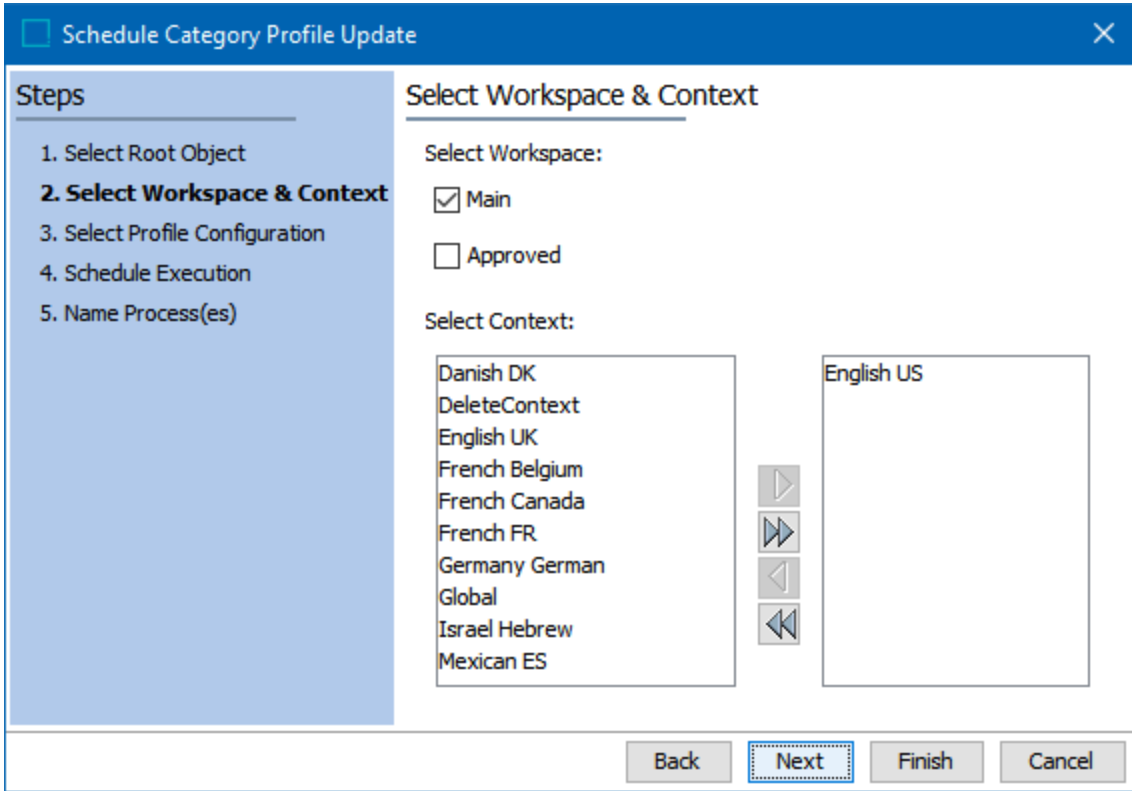 Schedule Category Profile Update
Steps
1. Select Root Object
2. Select Workspace & Context
3. Select Profile Configuration
4. Schedule Execution
5. Name Process(es)
Select Workspace & Context
Select Workspace:
Main
Approved
Select Context:
Danish DK
DeleteContext
English UK
French Belgium
French Canada
French FR
Germany German
Global
Israel Hebrew
Mexican ES
English US
Back
Next
Finish
Cancel